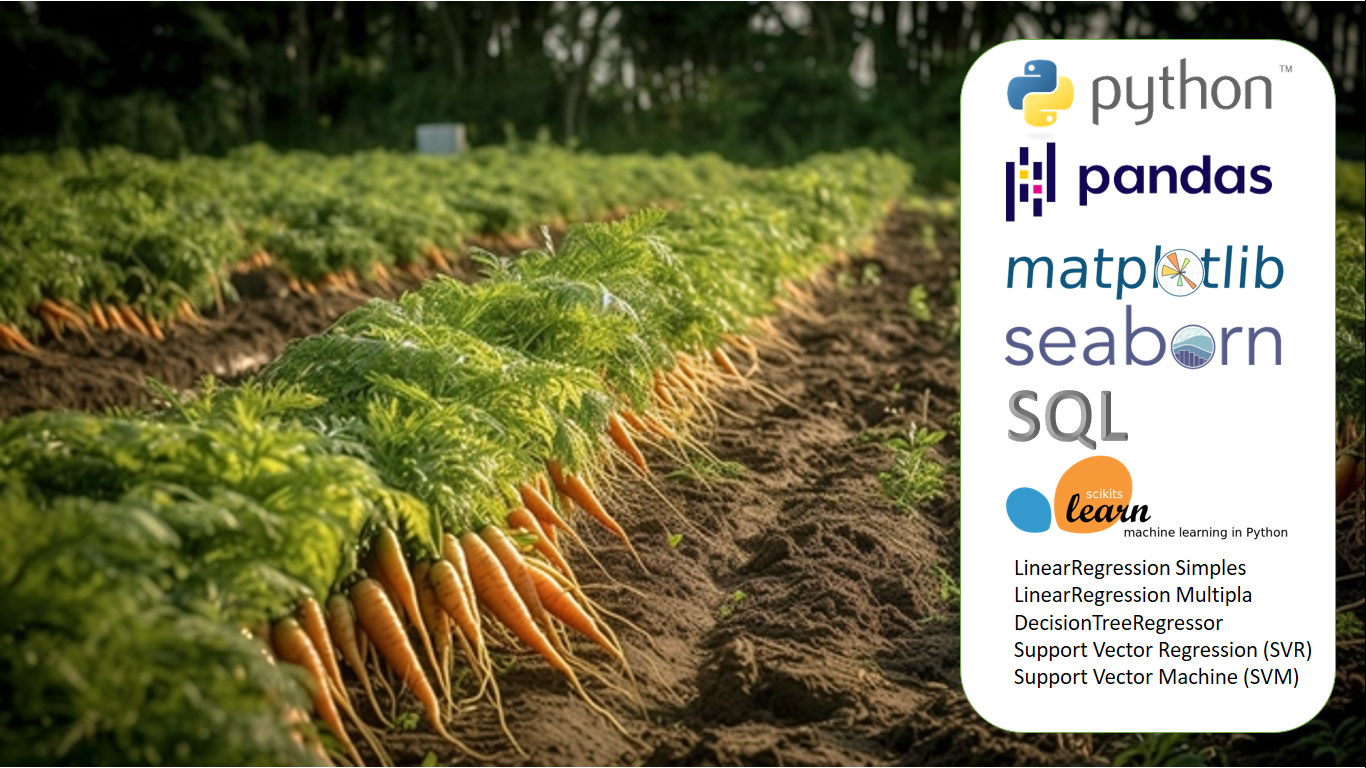 python™
pandas
matplotlib
seaborn
SQL
scikits
learn
machine learning in Python
LinearRegression Simples
LinearRegression Multipla
DecisionTreeRegressor
Support Vector Regression (SVR)
Support Vector Machine (SVM)